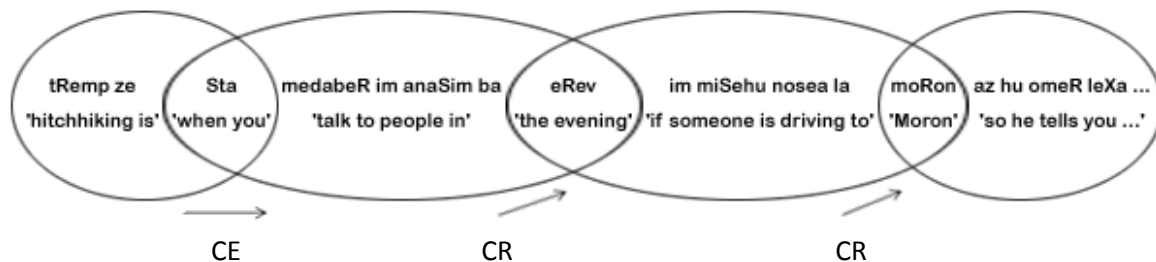 tRemp ze Sta medabeR im anaSim ba eRev im miSehu nosea la moRon az hu omeR leXa ...
'hitchhiking is' 'when you' 'talk to people in' 'the evening' 'if someone is driving to' 'Moron' 'so he tells you ...'
CE CR CR